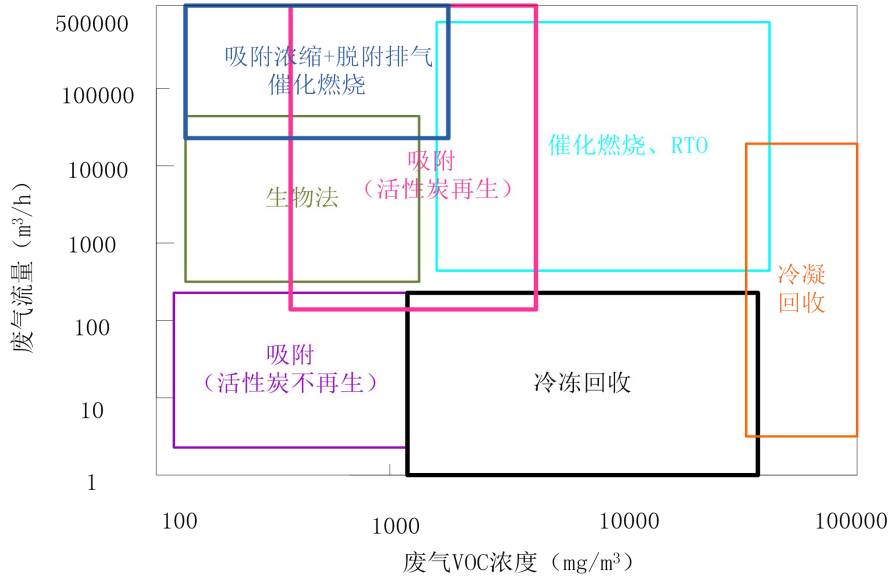 500000
吸附浓缩+脱附排气
催化燃烧
100000
催化燃烧、RTO
吸附
（活性炭再生）
10000
生物法
废气流量（m³/h）
1000
冷凝
回收
100
吸附
（活性炭不再生）
冷冻回收
10
1
100
1000
10000
100000
废气VOC浓度（mg/m³）